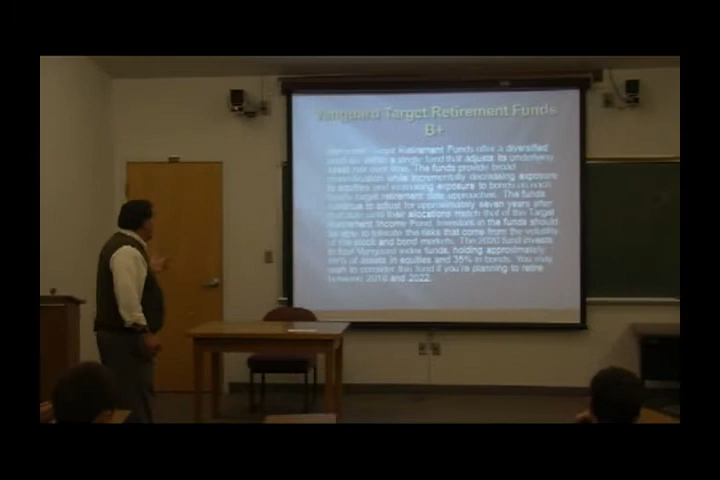 Vanguard Target Retirement Funds
B+
Target Retirement Funds offer a diversified
within a single fund that adjusts its underlying
asset mix over time. The funds provide broad
diversification while incrementally decreasing exposure
to equities and increasing exposure to bonds as each
target retirement date approaches. The funds
continue to adjust for approximately seven years after
that date until their allocations match that of the Target
Retirement Income Fund. Investors in the funds should
be able to tolerate the risks that come from the volatility
of the stock and bond markets. The 2020 fund invests
in four Vanguard index funds, holding approximately
of assets in equities and 35% in bonds. You may
wish to consider this fund if you're planning to retire
between 2018 and 2022.